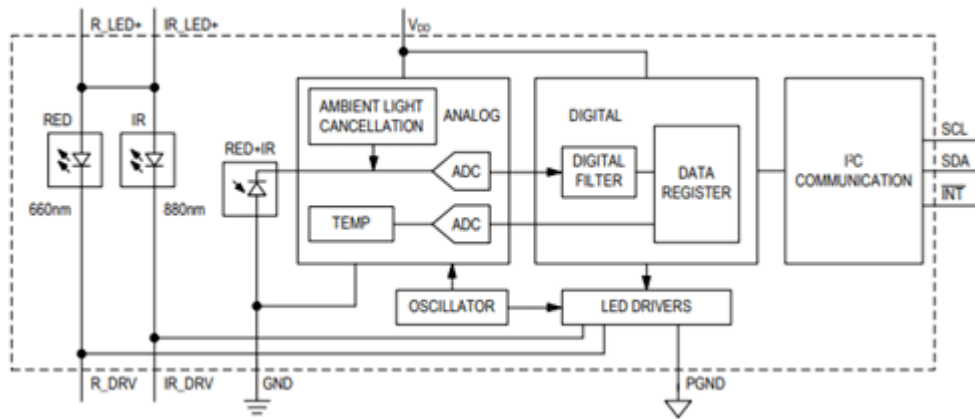 R_LED+
IR_LED+
V_DD
RED
IR
660nm
880nm
RED+IR
AMBIENT LIGHT
CANCELLATION
ANALOG
ADC
TEMP
ADC
DIGITAL
DIGITAL
FILTER
DATA
REGISTER
I²C
COMMUNICATION
SCL
SDA
INT
OSCILLATOR
LED DRIVERS
R_DRV
IR_DRV
GND
PGND